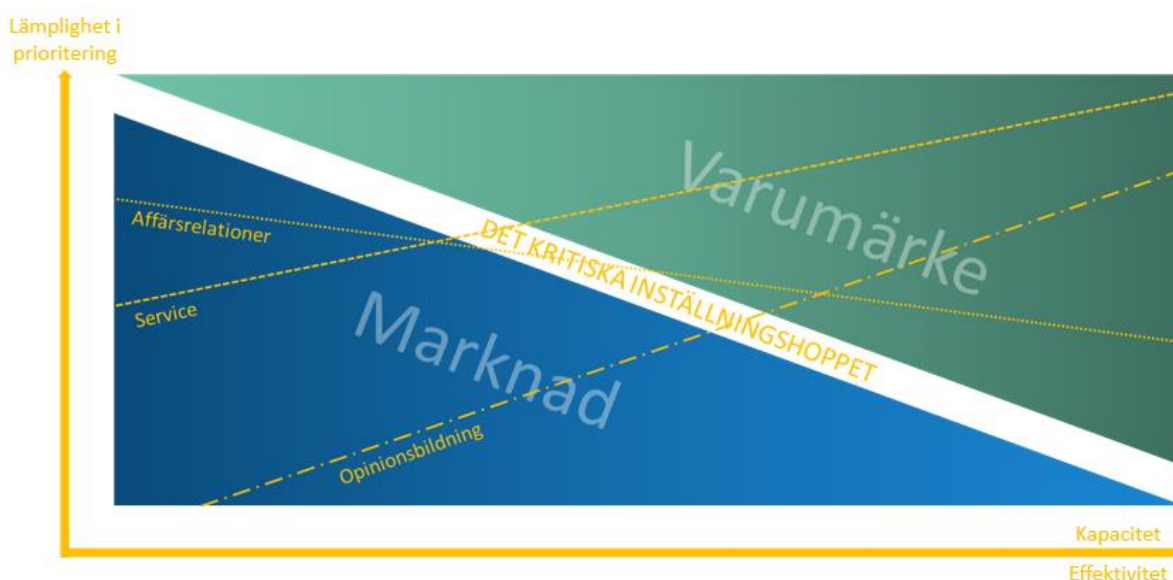 Lämplighet i
prioritering
Varumärke
Affärsrelationer
DET KRITISKA INSTÄLLNINGSHOPPET
Service
Marknad
Opinionsbildning
Kapacitet
Effektivitet